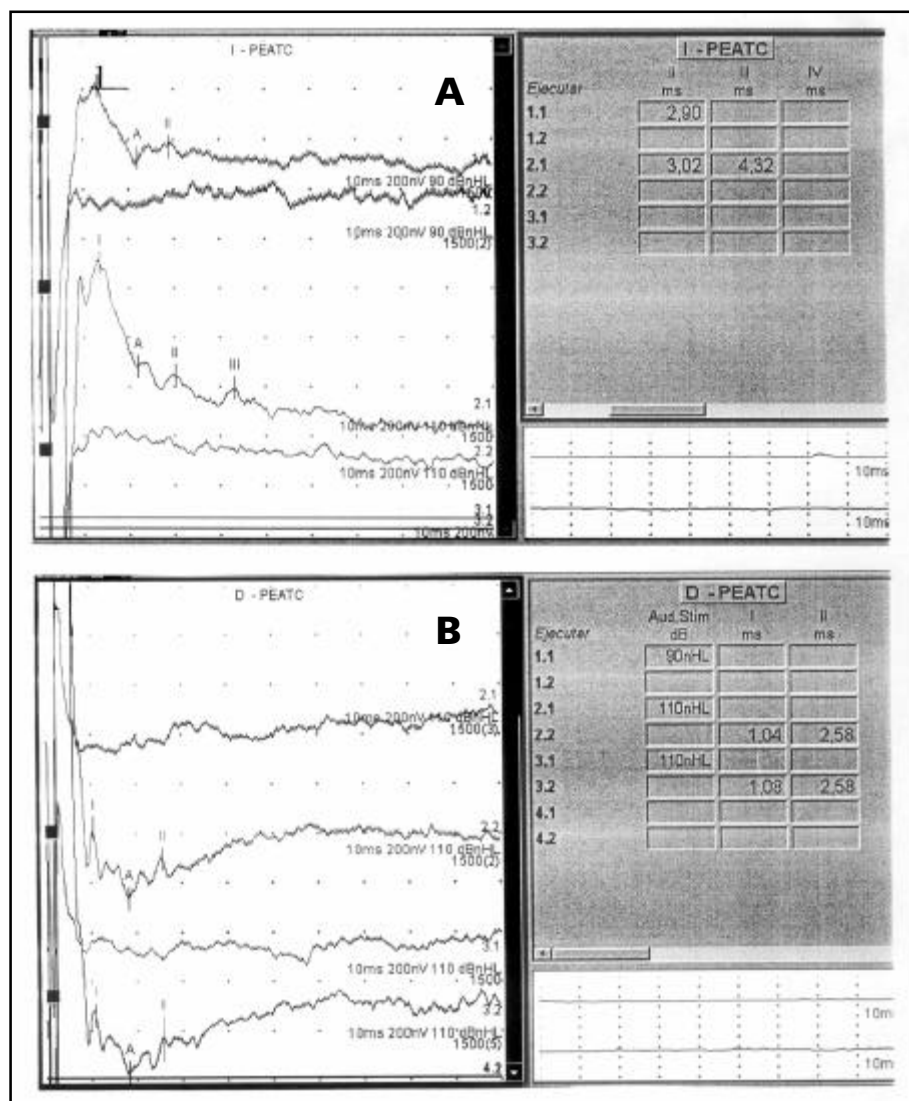 I - PEATC
A
I
A
II
1.1
10ms 200nV 90 dBnHL
1.2
10ms 200nV 90 dBnHL
1500(2)
I
A
II
III
2.1
10ms 200nV 110 dBnHL
1500
2.2
10ms 200nV 110 dBnHL
1500
3.1
3.2
10ms 200nV
I - PEATC
Ejecutar
II
III
IV
ms
ms
ms
1.1
2,90
1.2
2.1
3,02
4,32
2.2
3.1
3.2
10ms
10ms
D - PEATC
B
2.1
10ms 200nV 110 dBnHL
1500(3)
I
II
A
2.2
10ms 200nV 110 dBnHL
1500(2)
3.1
10ms 200nV 110 dBnHL
1500
I
II
A
3.2
10ms 200nV 110 dBnHL
1500(5)
4.2
D - PEATC
Ejecutar
Aud.Stim
I
II
dB
ms
ms
1.1
90nHL
1.2
2.1
110nHL
2.2
1,04
2,58
3.1
110nHL
3.2
1,08
2,58
4.1
4.2
10m
10ms